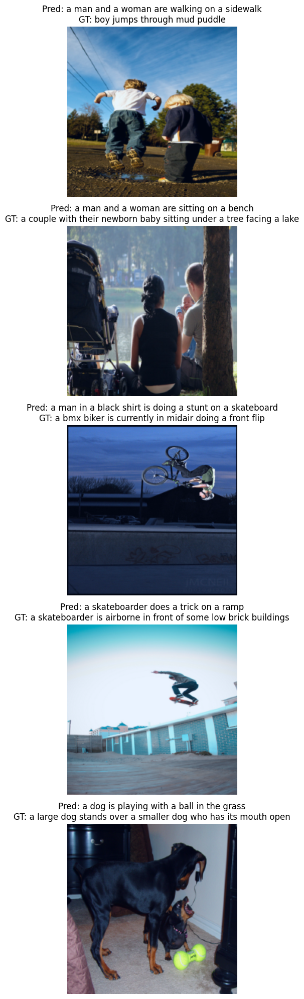 Pred: a man and a woman are walking on a sidewalk
GT: boy jumps through mud puddle
Pred: a man and a woman are sitting on a bench
GT: a couple with their newborn baby sitting under a tree facing a lake
Pred: a man in a black shirt is doing a stunt on a skateboard
GT: a bmx biker is currently in midair doing a front flip
JMCNEIL
Pred: a skateboarder does a trick on a ramp
GT: a skateboarder is airborne in front of some low brick buildings
Pred: a dog is playing with a ball in the grass
GT: a large dog stands over a smaller dog who has its mouth open